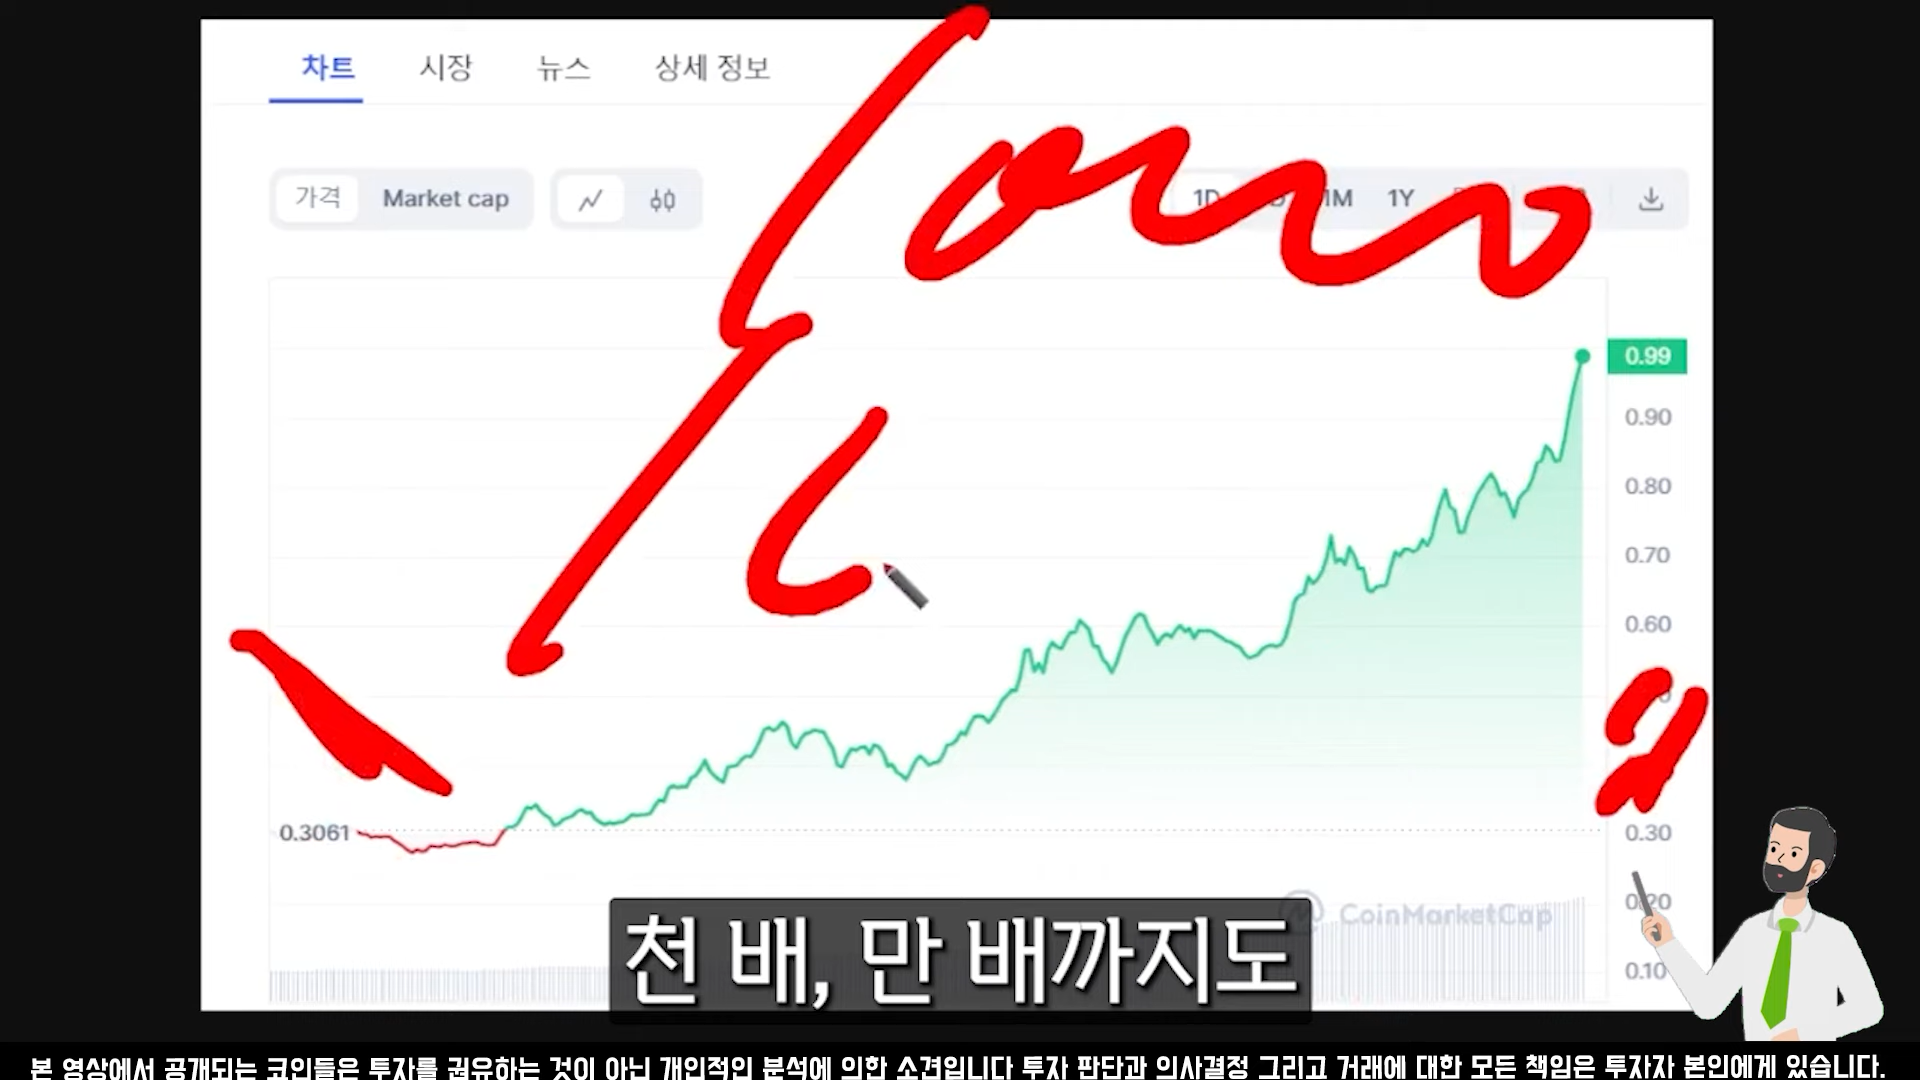 차트 시장 뉴스 상세 정보
가격 Market cap 1D 1M 1Y
0.99
0.90
0.80
0.70
0.60
0.3061 0.30
0.20
CoinMarketCap
0.10
천 배, 만 배까지도
본 영상에서 공개되는 코인들은 투자를 권유하는 것이 아닌 개인적인 분석에 의한 소견입니다 투자 판단과 의사결정 그리고 거래에 대한 모든 책임은 투자자 본인에게 있습니다.